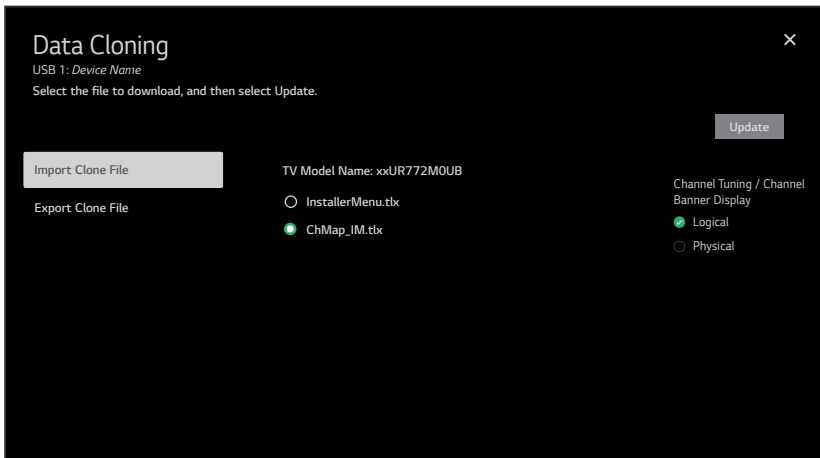 Data Cloning
USB 1: Device Name
Select the file to download, and then select Update.
Update
Import Clone File
Export Clone File
TV Model Name: xxUR772M0UB
InstallerMenu.tlx
ChMap_IM.tlx
Channel Tuning / Channel
Banner Display
Logical
Physical